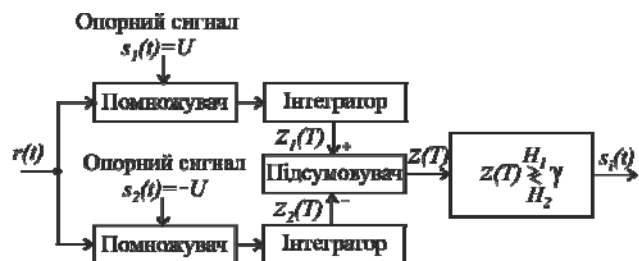 Опорний сигнал
s₁(t)=U
Помножувач
Інтегратор
r(t)
Z₁(T)
+
Опорний сигнал
s₂(t)=-U
Підсумовувач
Z(T)
Z(T) ≷ γ
H₁
H₂
sᵢ(t)
Z₂(T)
−
Помножувач
Інтегратор